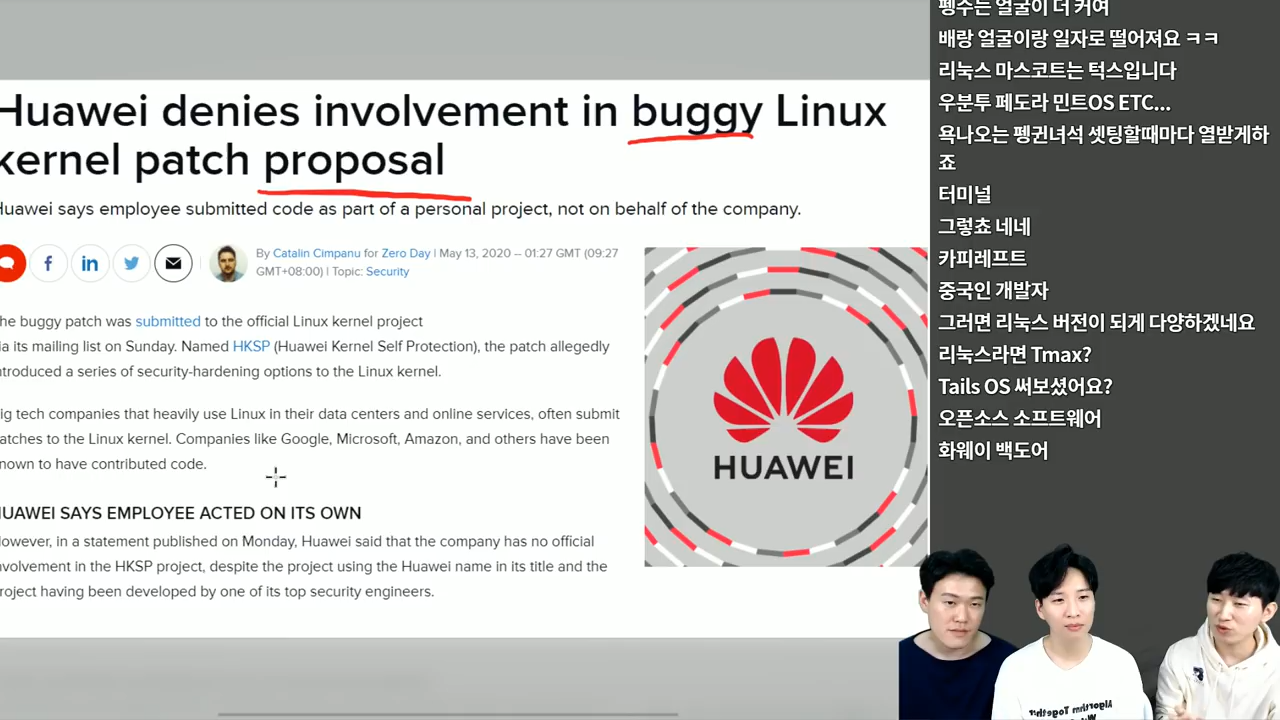 Huawei denies involvement in buggy Linux
kernel patch proposal
Huawei says employee submitted code as part of a personal project, not on behalf of the company.
By Catalin Cimpanu for Zero Day | May 13, 2020 -- 01:27 GMT (09:27
GMT+08:00) | Topic: Security
he buggy patch was submitted to the official Linux kernel project
ia its mailing list on Sunday. Named HKSP (Huawei Kernel Self Protection), the patch allegedly
ntroduced a series of security-hardening options to the Linux kernel.
ig tech companies that heavily use Linux in their data centers and online services, often submit
atches to the Linux kernel. Companies like Google, Microsoft, Amazon, and others have been
nown to have contributed code.
HUAWEI SAYS EMPLOYEE ACTED ON ITS OWN
owever, in a statement published on Monday, Huawei said that the company has no official
nvolvement in the HKSP project, despite the project using the Huawei name in its title and the
roject having been developed by one of its top security engineers.
HUAWEI
펭수는 얼굴이 더 커여
배랑 얼굴이랑 일자로 떨어져요 ㅋㅋ
리눅스 마스코트는 턱스입니다
우분투 페도라 민트OS ETC...
욕나오는 펭귄녀석 셋팅할때마다 열받게하
죠
터미널
그렇쵸 네네
카피레프트
중국인 개발자
그러면 리눅스 버전이 되게 다양하겠네요
리눅스라면 Tmax?
Tails OS 써보셨어요?
오픈소스 소프트웨어
화웨이 백도어
Algorithm Together